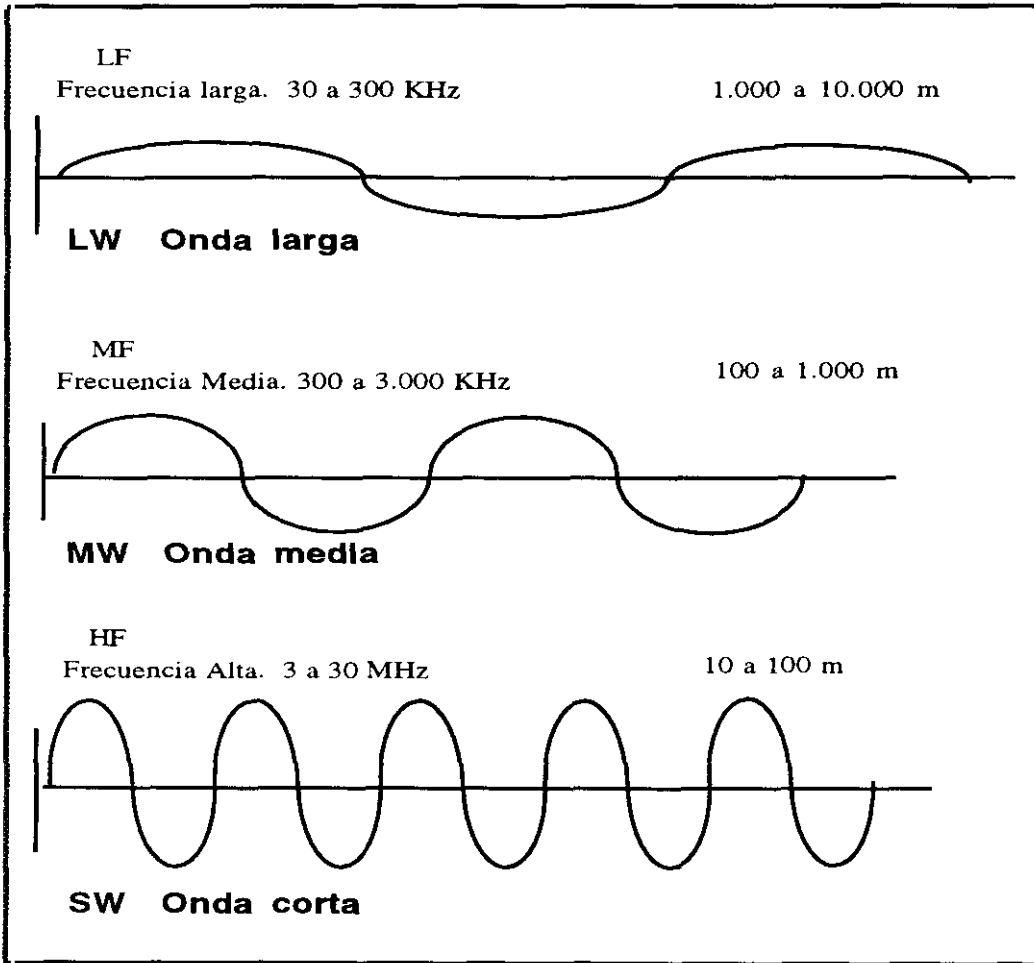 LF
Frecuencia larga. 30 a 300 KHz 1.000 a 10.000 m
LW Onda larga
MF
Frecuencia Media. 300 a 3.000 KHz 100 a 1.000 m
MW Onda media
HF
Frecuencia Alta. 3 a 30 MHz 10 a 100 m
SW Onda corta